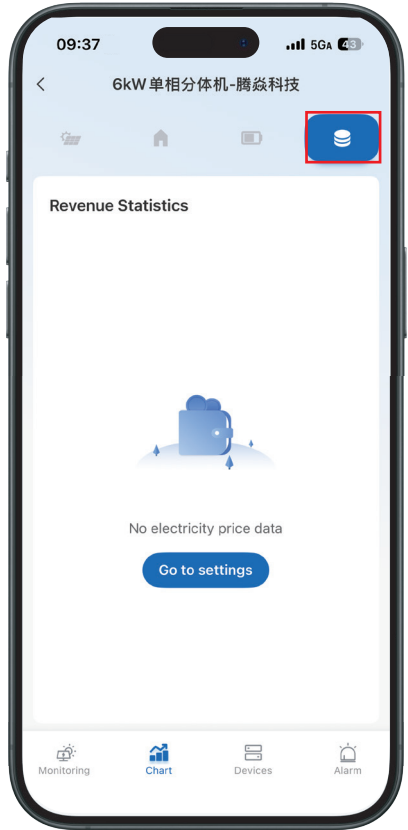 09:37
5GA 43
6kW单相分体机-腾焱科技
Revenue Statistics
No electricity price data
Go to settings
Monitoring
Chart
Devices
Alarm